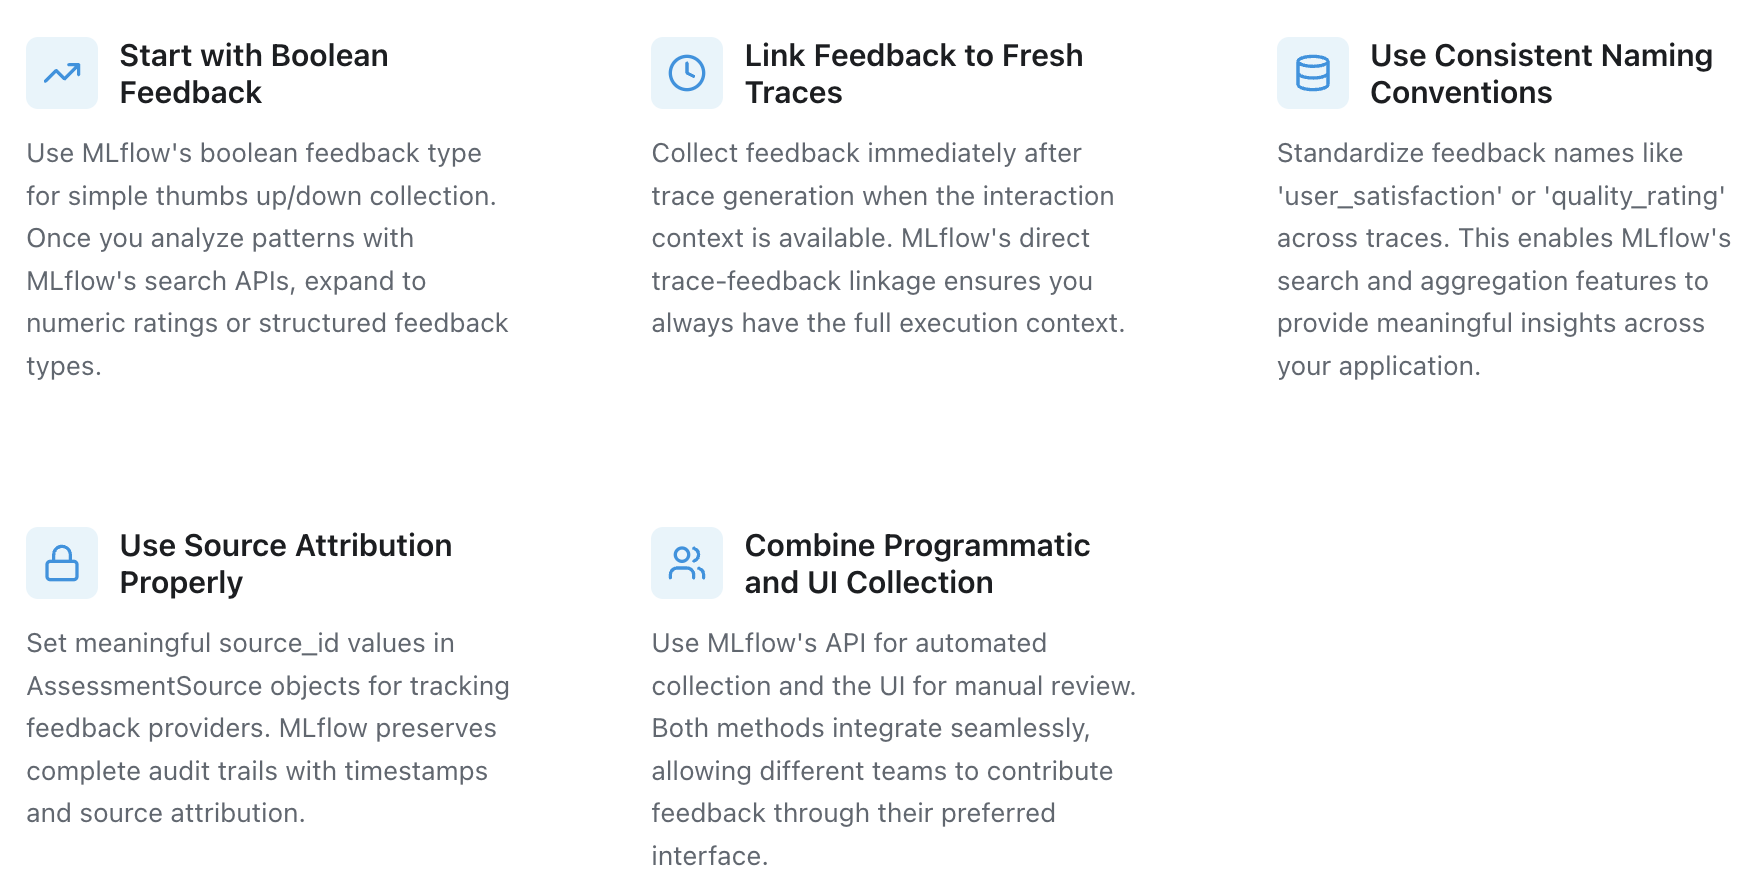 Start with Boolean
Feedback
Use MLflow's boolean feedback type
for simple thumbs up/down collection.
Once you analyze patterns with
MLflow's search APIs, expand to
numeric ratings or structured feedback
types.
Link Feedback to Fresh
Traces
Collect feedback immediately after
trace generation when the interaction
context is available. MLflow's direct
trace-feedback linkage ensures you
always have the full execution context.
Use Consistent Naming
Conventions
Standardize feedback names like
'user_satisfaction' or 'quality_rating'
across traces. This enables MLflow's
search and aggregation features to
provide meaningful insights across
your application.
Use Source Attribution
Properly
Set meaningful source_id values in
AssessmentSource objects for tracking
feedback providers. MLflow preserves
complete audit trails with timestamps
and source attribution.
Combine Programmatic
and UI Collection
Use MLflow's API for automated
collection and the UI for manual review.
Both methods integrate seamlessly,
allowing different teams to contribute
feedback through their preferred
interface.